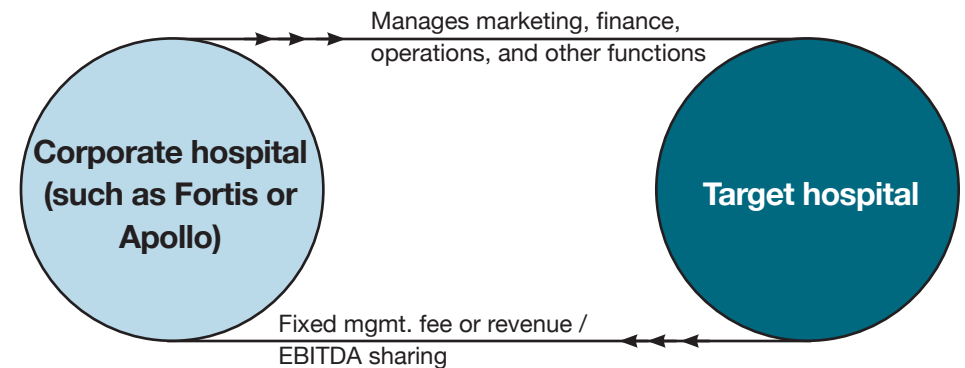 Manages marketing, finance,
operations, and other functions
Corporate hospital
(such as Fortis or
Apollo)
Target hospital
Fixed mgmt. fee or revenue /
EBITDA sharing